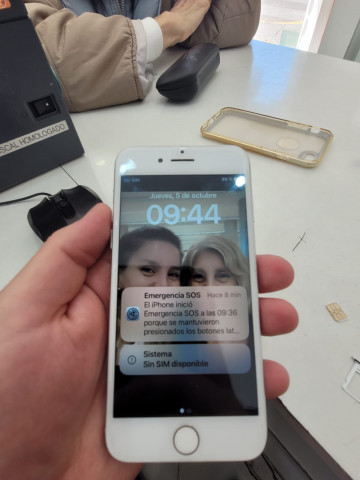 SCAL HOMOLOGADO
Jueves, 5 de octubre
09:44
Emergencia SOS Hace 8 min
El iPhone inició
Emergencia SOS a las 09:36
porque se mantuvieron
presionados los botones lat...
Sistema
Sin SIM disponible